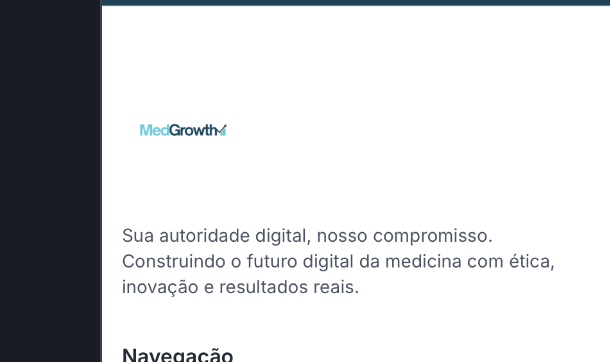 MedGrowth
Sua autoridade digital, nosso compromisso.
Construindo o futuro digital da medicina com ética,
inovação e resultados reais.
Navegação